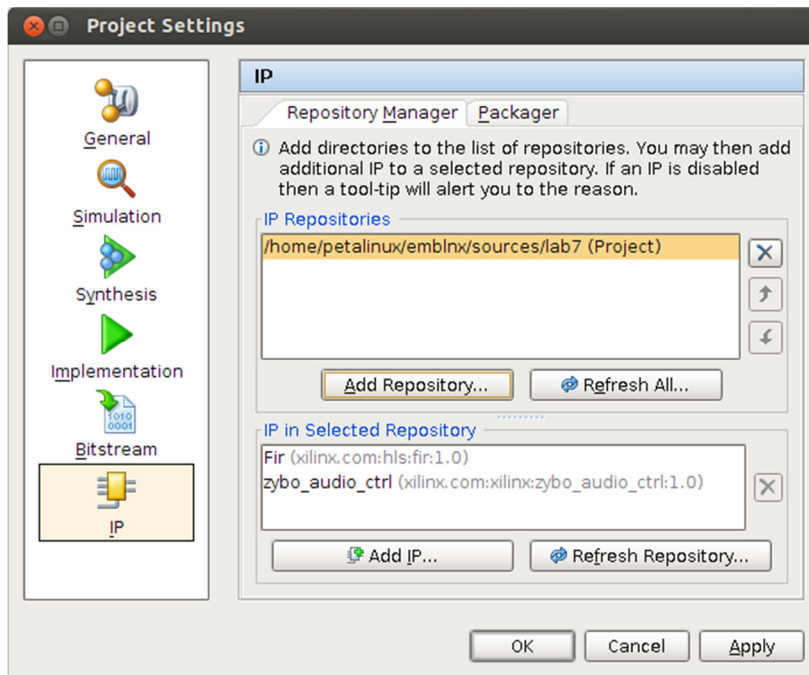 Project Settings
General
Simulation
Synthesis
Implementation
1010
0001
Bitstream
IP
IP
Repository Manager
Packager
Add directories to the list of repositories. You may then add
additional IP to a selected repository. If an IP is disabled
then a tool-tip will alert you to the reason.
IP Repositories
/home/petalinux/emblnx/sources/lab7 (Project)
Add Repository...
Refresh All...
IP in Selected Repository
Fir (xilinx.com:hls:fir:1.0)
zybo_audio_ctrl (xilinx.com:xilinx:zybo_audio_ctrl:1.0)
Add IP...
Refresh Repository...
OK
Cancel
Apply